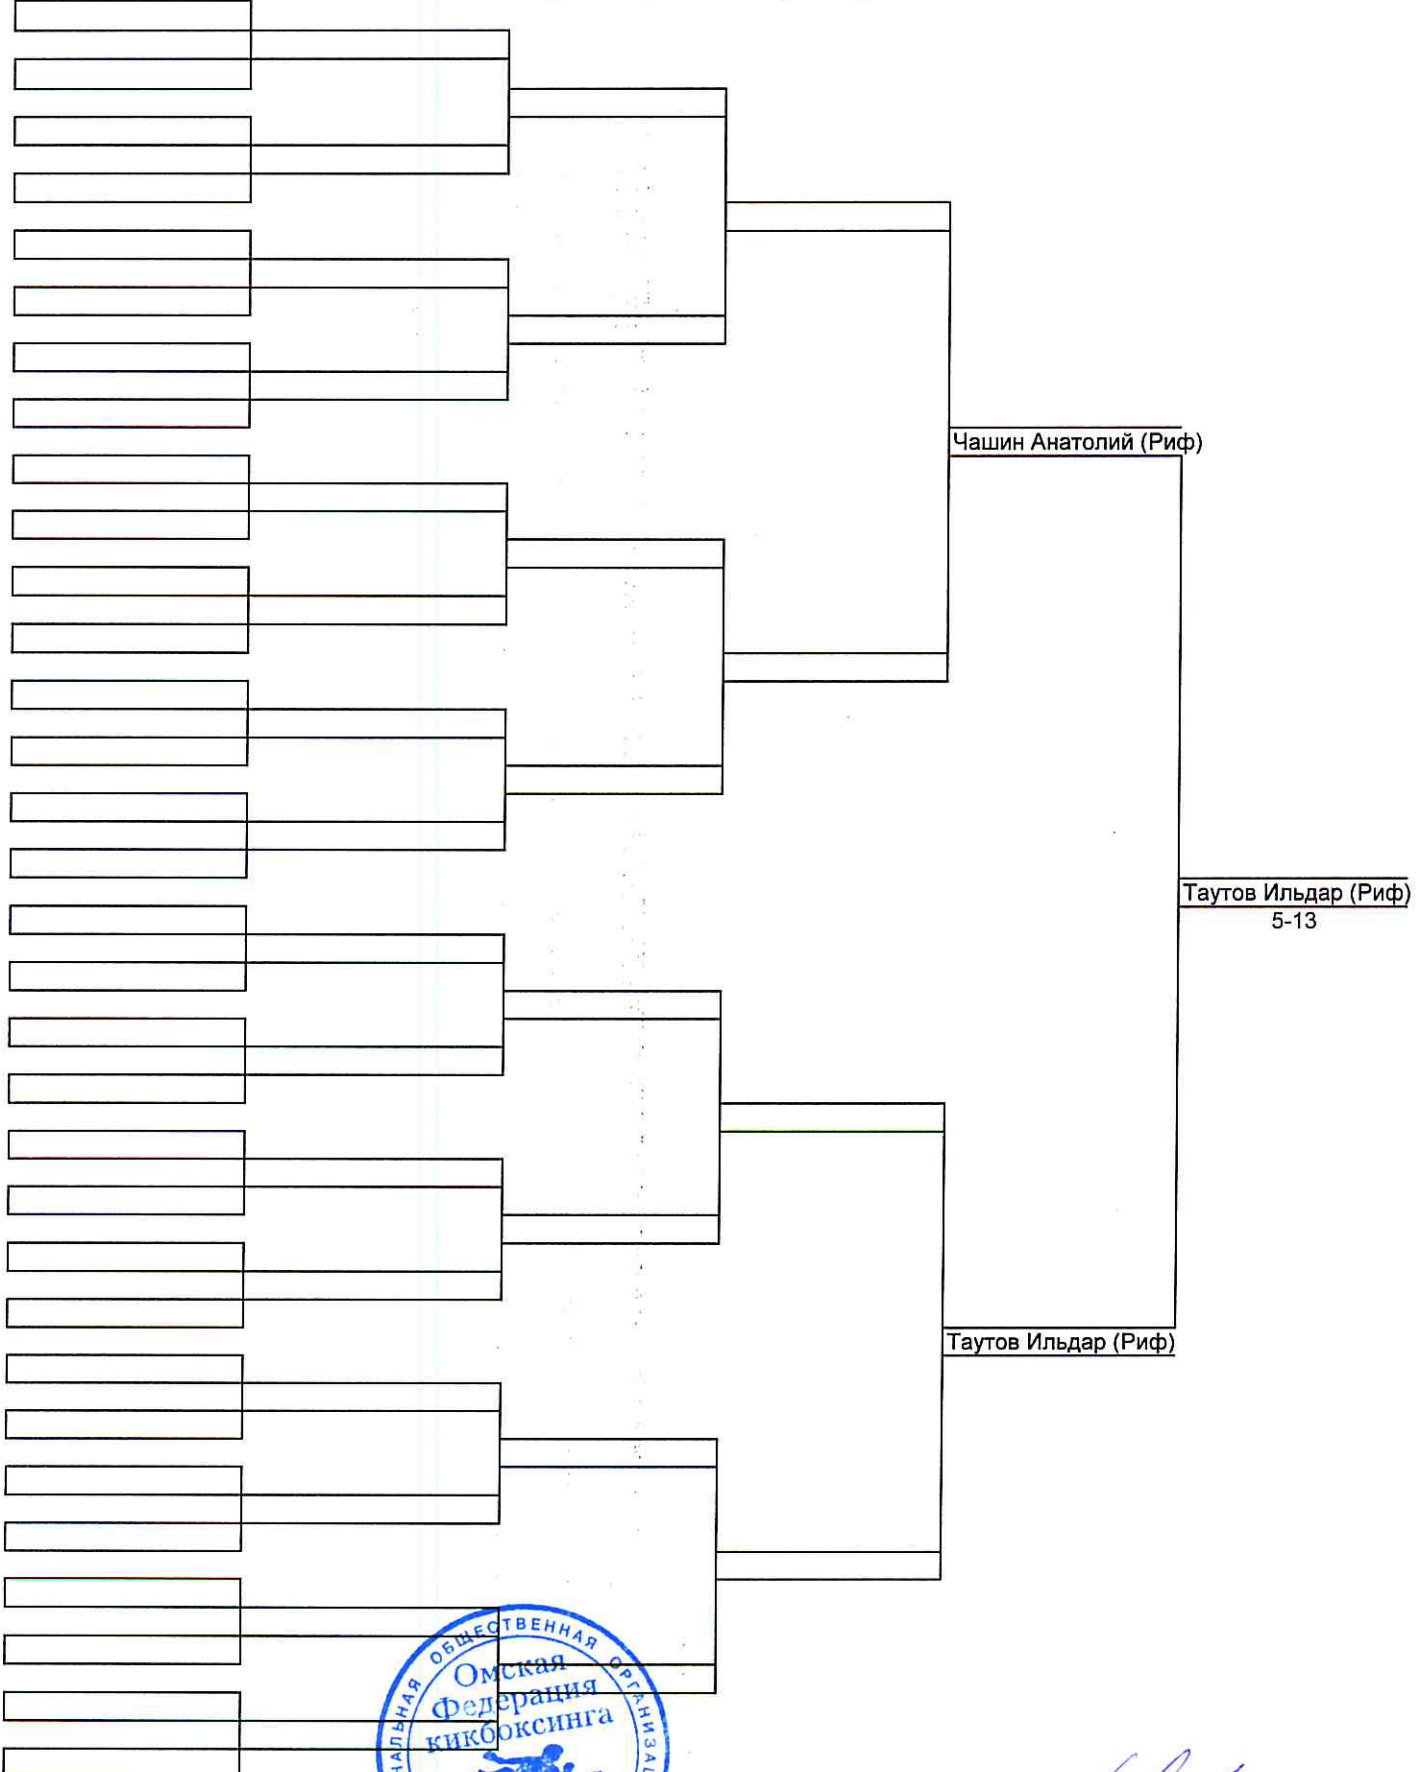 Чашин Анатолий (Риф)
Таутов Ильдар (Риф)
5-13
Таутов Ильдар (Риф)
ОБЩЕСТВЕННАЯ
Омская
Федерация
кикбоксинга